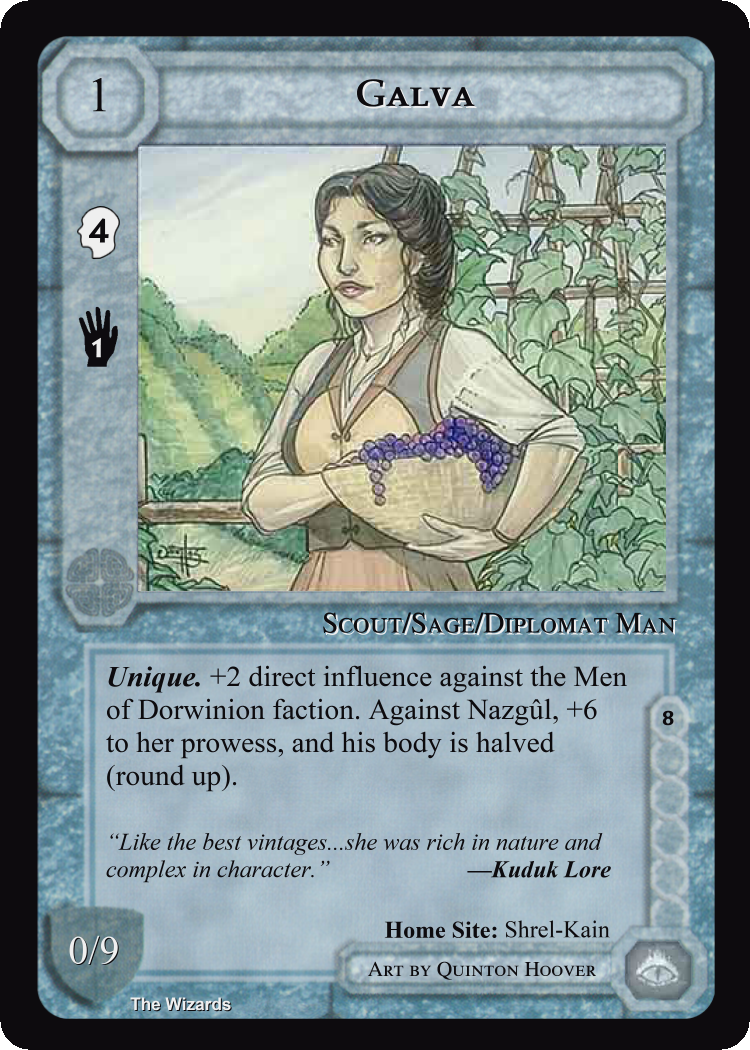 1
Galva
4
1
Scout/Sage/Diplomat Man
Unique. +2 direct influence against the Men
of Dorwinion faction. Against Nazgûl, +6
to her prowess, and his body is halved
(round up).
8
“Like the best vintages...she was rich in nature and
complex in character.” —Kuduk Lore
Home Site: Shrel-Kain
0/9
Art by Quinton Hoover
The Wizards